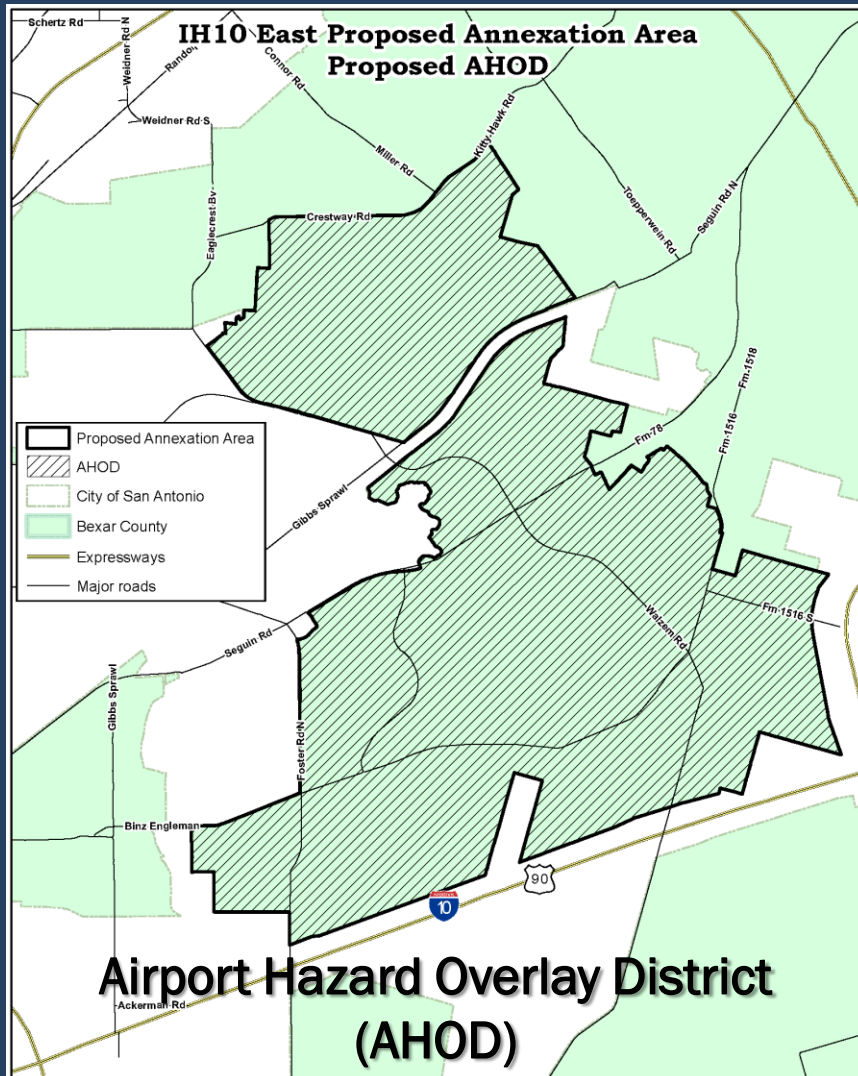 Schertz Rd
Weidner Rd N
IH10 East Proposed Annexation Area
Proposed AHOD
Connor Rd
Weidner Rd S
Kitty Hawk Rd
Miller Rd
Toepperwein Rd
Seguin Rd N
Eaglecrest Bv
Crestway Rd
Fm-1518
Fm-1516
Fm-78
Proposed Annexation Area
AHOD
City of San Antonio
Bexar County
Expressways
Major roads
Gibbs Sprawl
Walzem Rd
Fm-1516 S
Seguin Rd
Gibbs Sprawl
Foster Rd N
Binz Engleman
90
10
Airport Hazard Overlay District
Ackerman Rd
(AHOD)